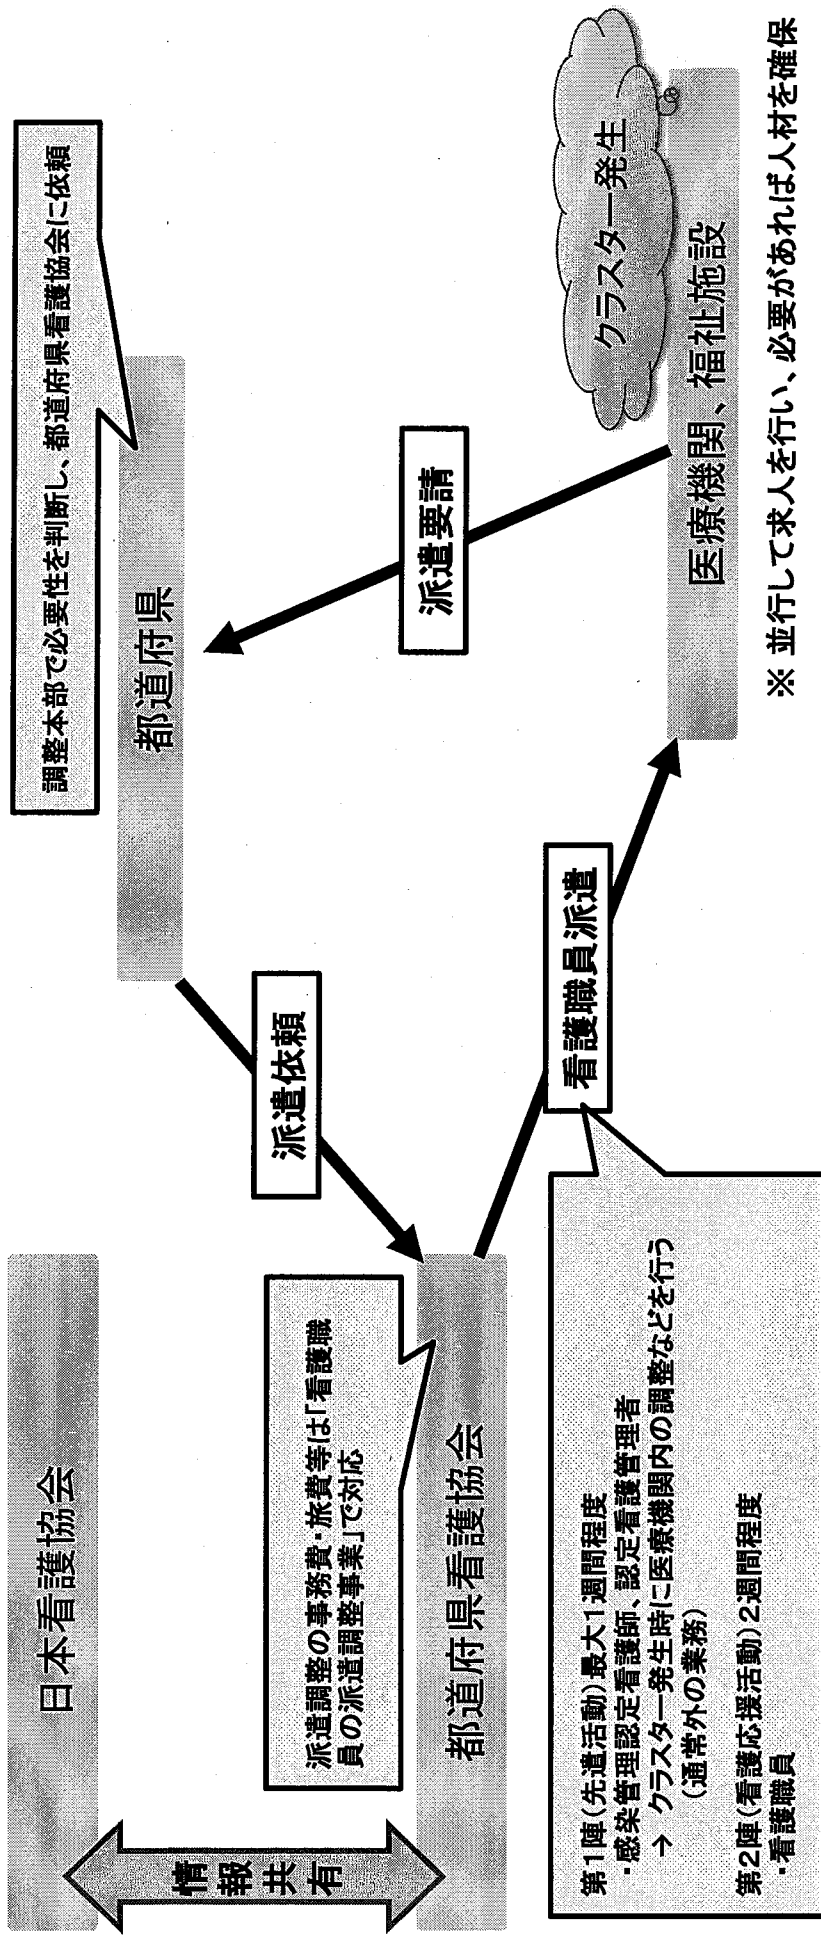 日本看護協会
情報共有
派遣調整の事務費・旅費等は「看護職
員の派遣調整事業」で対応
都道府県看護協会
調整本部で必要性を判断し、都道府県看護協会に依頼
都道府県
派遣依頼
派遣要請
看護職員派遣
クラスター発生
医療機関、福祉施設
※ 並行して求人を行い、必要があれば人材を確保
第1陣(先遣活動)最大1週間程度
・感染管理認定看護師、認定看護管理者
→ クラスター発生時に医療機関内の調整などを行う
(通常外の業務)
第2陣(看護応援活動)2週間程度
・看護職員